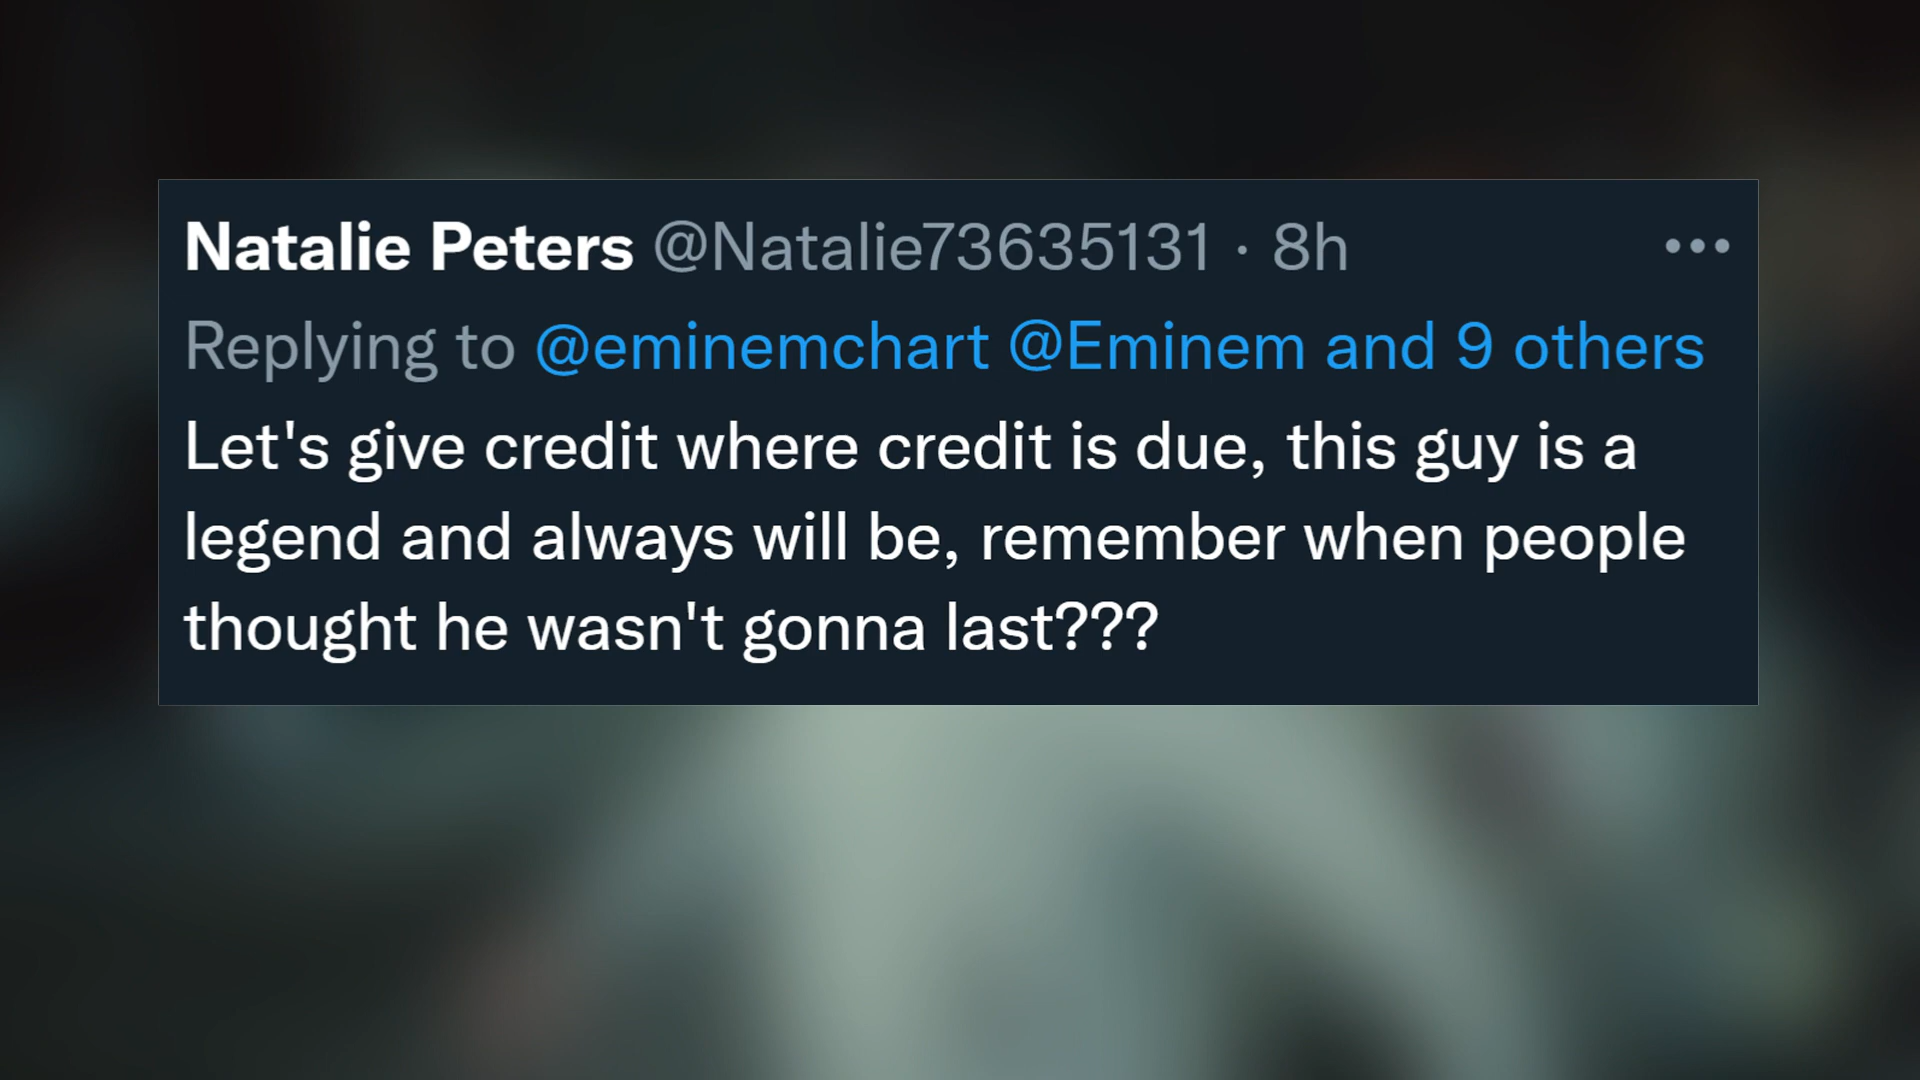 Natalie Peters @Natalie73635131 · 8h
Replying to @eminemchart @Eminem and 9 others
Let's give credit where credit is due, this guy is a
legend and always will be, remember when people
thought he wasn't gonna last???